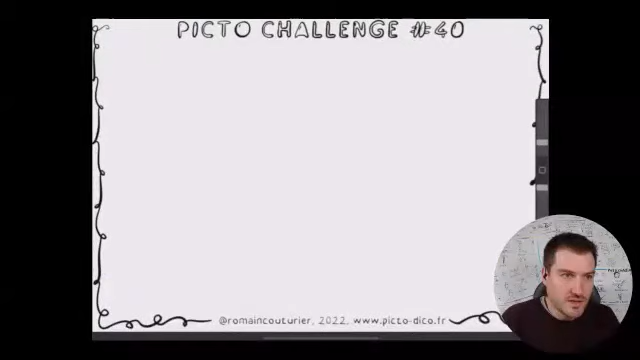 PICTO CHALLENGE #40
@romaincouturier, 2022, www.picto-dico.fr